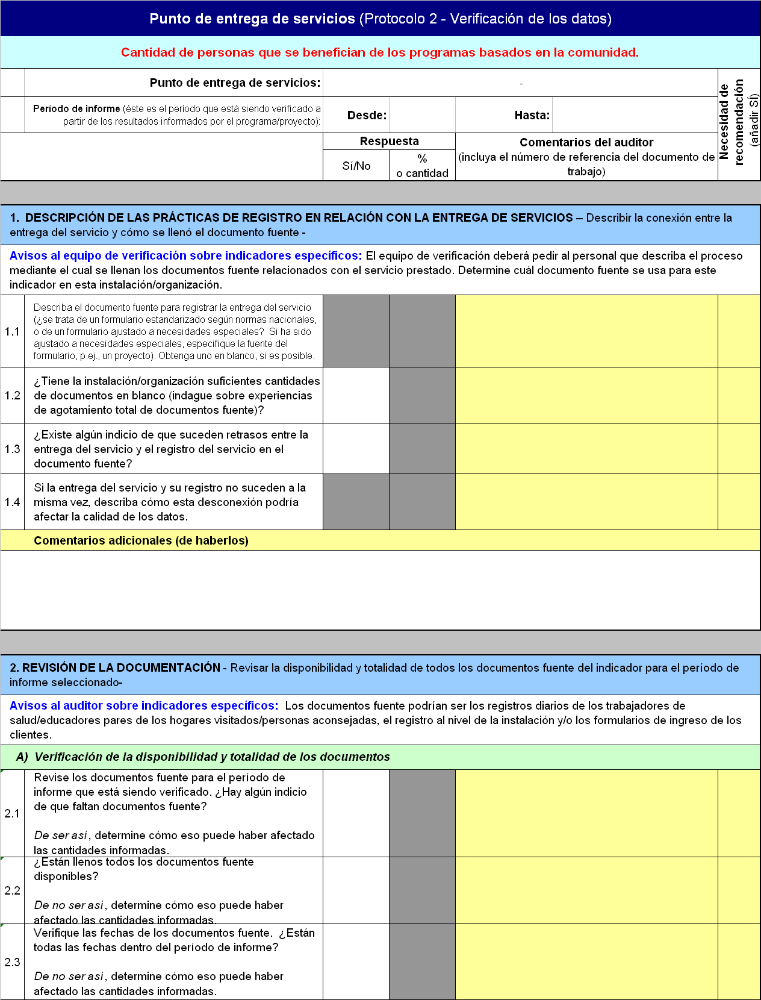 Punto de entrega de servicios (Protocolo 2 - Verificación de los datos)
Cantidad de personas que se benefician de los programas basados en la comunidad.
Punto de entrega de servicios:
-
Período de informe (éste es el período que está siendo verificado a
partir de los resultados informados por el programa/proyecto):
Desde:
Hasta:
Necesidad de
recomendación
(añadir SÍ)
Respuesta
Sí/No
%
o cantidad
Comentarios del auditor
(incluya el número de referencia del documento de
trabajo)
1. DESCRIPCIÓN DE LAS PRÁCTICAS DE REGISTRO EN RELACIÓN CON LA ENTREGA DE SERVICIOS – Describir la conexión entre la
entrega del servicio y cómo se llenó el documento fuente -
Avisos al equipo de verificación sobre indicadores específicos: El equipo de verificación deberá pedir al personal que describa el proceso
mediante el cual se llenan los documentos fuente relacionados con el servicio prestado. Determine cuál documento fuente se usa para este
indicador en esta instalación/organización.
1.1
Describa el documento fuente para registrar la entrega del servicio
(¿se trata de un formulario estandarizado según normas nacionales,
o de un formulario ajustado a necesidades especiales? Si ha sido
ajustado a necesidades especiales, especifique la fuente del
formulario, p.ej., un proyecto). Obtenga uno en blanco, si es posible.
1.2
¿Tiene la instalación/organización suficientes cantidades
de documentos en blanco (indague sobre experiencias
de agotamiento total de documentos fuente)?
1.3
¿Existe algún indicio de que suceden retrasos entre la
entrega del servicio y el registro del servicio en el
documento fuente?
1.4
Si la entrega del servicio y su registro no suceden a la
misma vez, describa cómo esta desconexión podría
afectar la calidad de los datos.
Comentarios adicionales (de haberlos)
2. REVISIÓN DE LA DOCUMENTACIÓN - Revisar la disponibilidad y totalidad de todos los documentos fuente del indicador para el período de
informe seleccionado-
Avisos al auditor sobre indicadores específicos: Los documentos fuente podrían ser los registros diarios de los trabajadores de
salud/educadores pares de los hogares visitados/personas aconsejadas, el registro al nivel de la instalación y/o los formularios de ingreso de los
clientes.
A) Verificación de la disponibilidad y totalidad de los documentos
2.1
Revise los documentos fuente para el período de
informe que está siendo verificado. ¿Hay algún indicio
de que faltan documentos fuente?
De ser así, determine cómo eso puede haber afectado
las cantidades informadas.
2.2
¿Están llenos todos los documentos fuente
disponibles?
De no ser así, determine cómo eso puede haber
afectado las cantidades informadas.
2.3
Verifique las fechas de los documentos fuente. ¿Están
todas las fechas dentro del período de informe?
De no ser así, determine cómo eso puede haber
afectado las cantidades informadas.